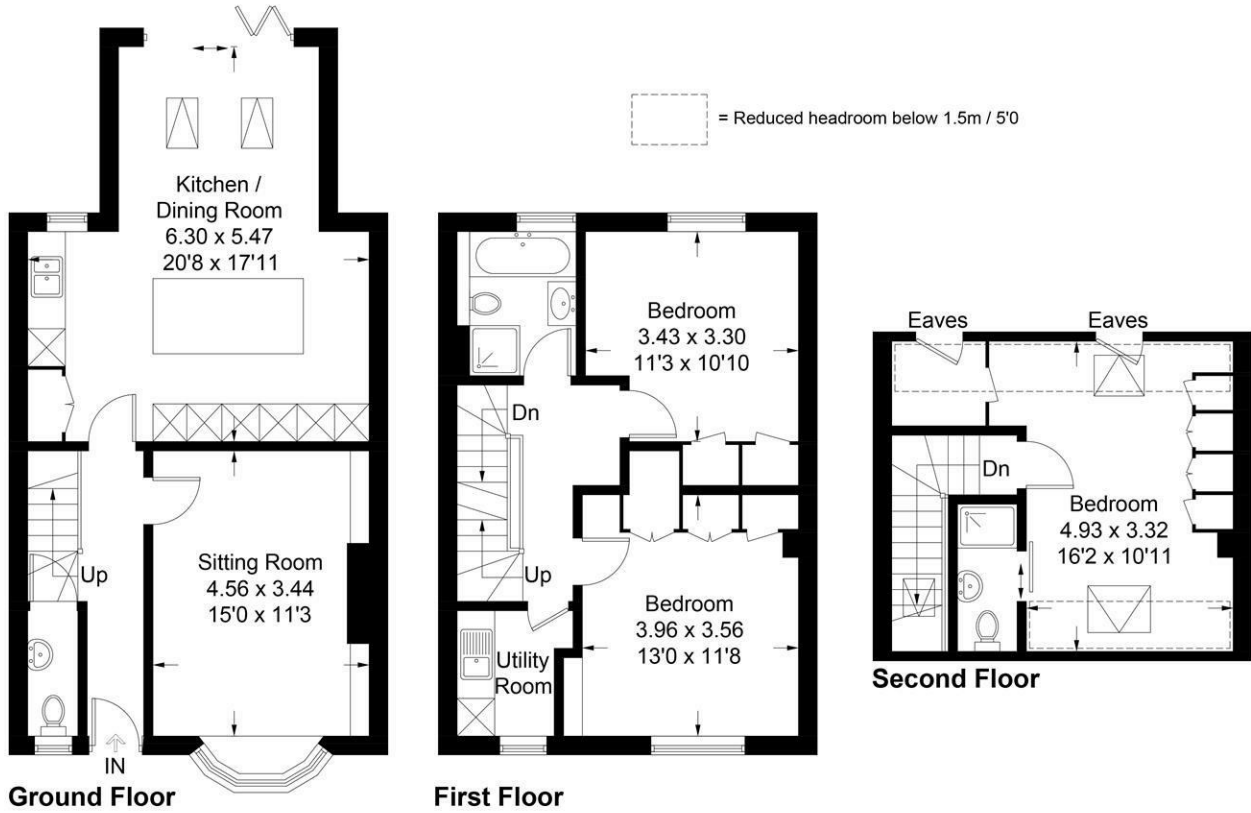 = Reduced headroom below 1.5m / 5'0
Kitchen /
Dining Room
6.30 x 5.47
20'8 x 17'11
Sitting Room
4.56 x 3.44
15'0 x 11'3
Up
IN
Ground Floor
Bedroom
3.43 x 3.30
11'3 x 10'10
Dn
Up
Bedroom
3.96 x 3.56
13'0 x 11'8
Utility
Room
First Floor
Eaves
Eaves
Dn
Bedroom
4.93 x 3.32
16'2 x 10'11
Second Floor